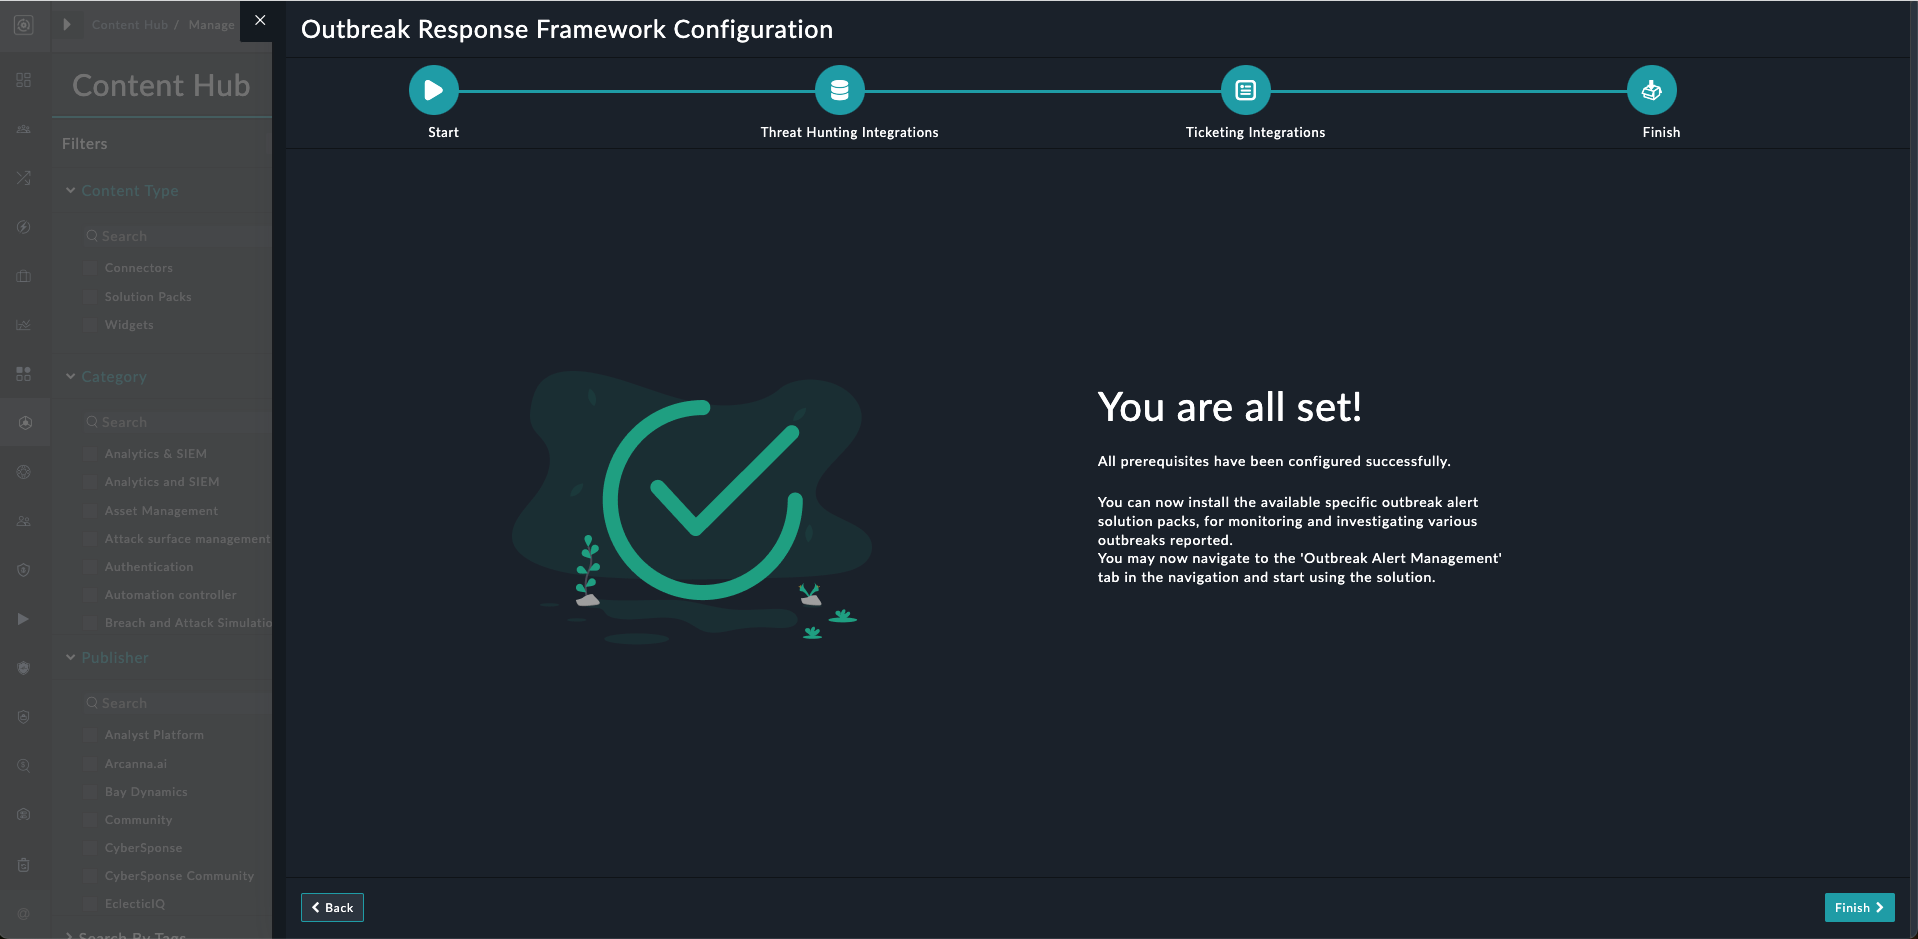 Content Hub / Manage
Content Hub
Filters
Content Type
Search
Connectors
Solution Packs
Widgets
Category
Search
Analytics & SIEM
Analytics and SIEM
Asset Management
Attack surface management
Authentication
Automation controller
Breach and Attack Simulatio
Publisher
Search
Analyst Platform
Arcanna.ai
Bay Dynamics
Community
CyberSponse
CyberSponse Community
EclecticIQ
Search By Tags
Outbreak Response Framework Configuration
Start
Threat Hunting Integrations
Ticketing Integrations
Finish
You are all set!
All prerequisites have been configured successfully.
You can now install the available specific outbreak alert
solution packs, for monitoring and investigating various
outbreaks reported.
You may now navigate to the 'Outbreak Alert Management'
tab in the navigation and start using the solution.
Back
Finish